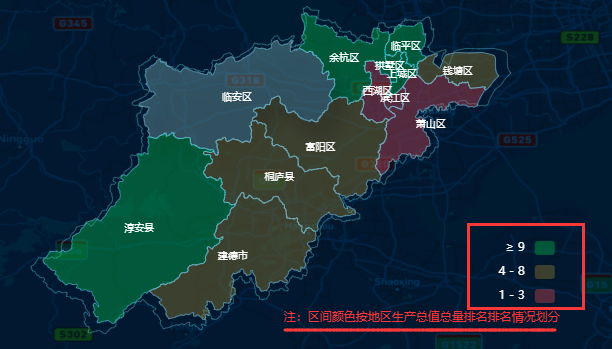 G345
S228
临平区
余杭区
拱墅区
上城区
钱塘区
G318
临安区
西湖区
滨江区
萧山区
G525
富阳区
桐庐县
淳安县
建德市
≥ 9
4 - 8
1 - 3
Shaoxing
注：区间颜色按地区生产总值总量排名排名情况划分
S302
G1522